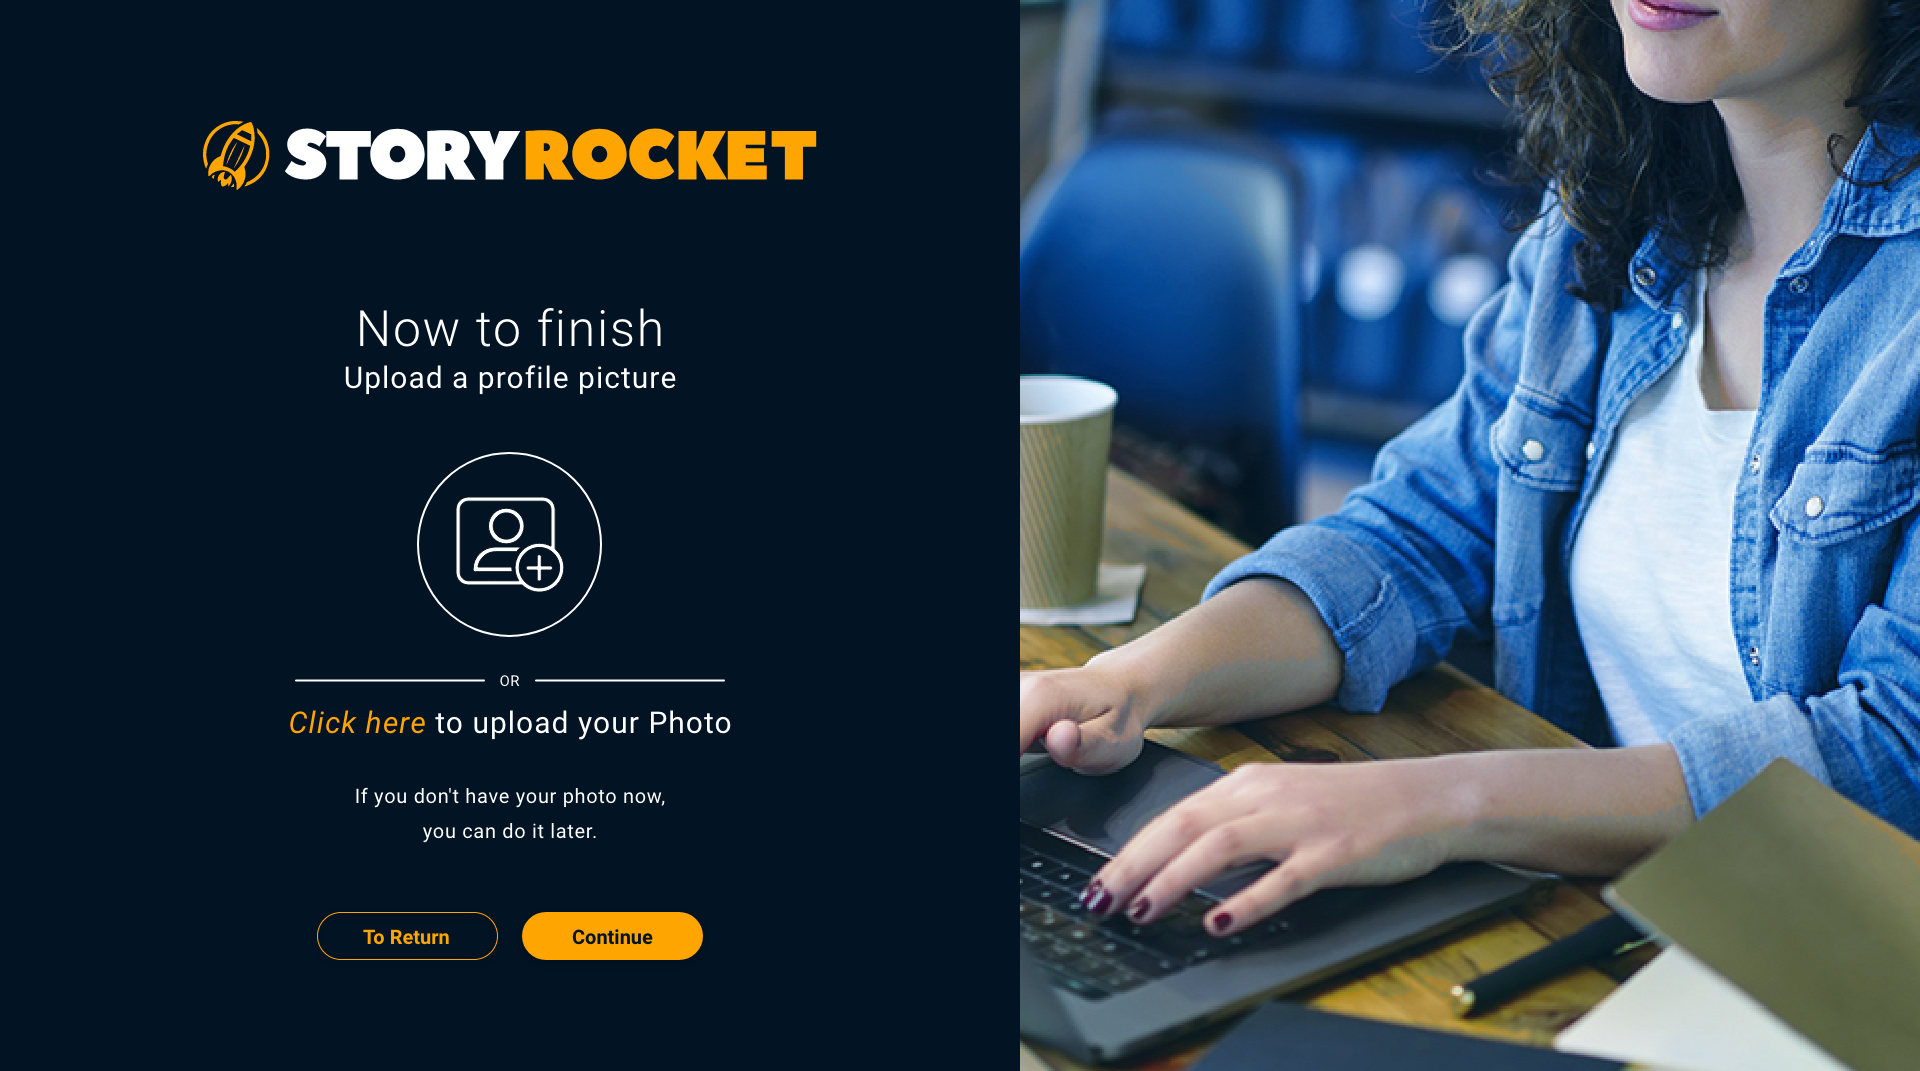 STORYROCKET
Now to finish
Upload a profile picture
OR
Click here to upload your Photo
If you don't have your photo now,
you can do it later.
To Return
Continue